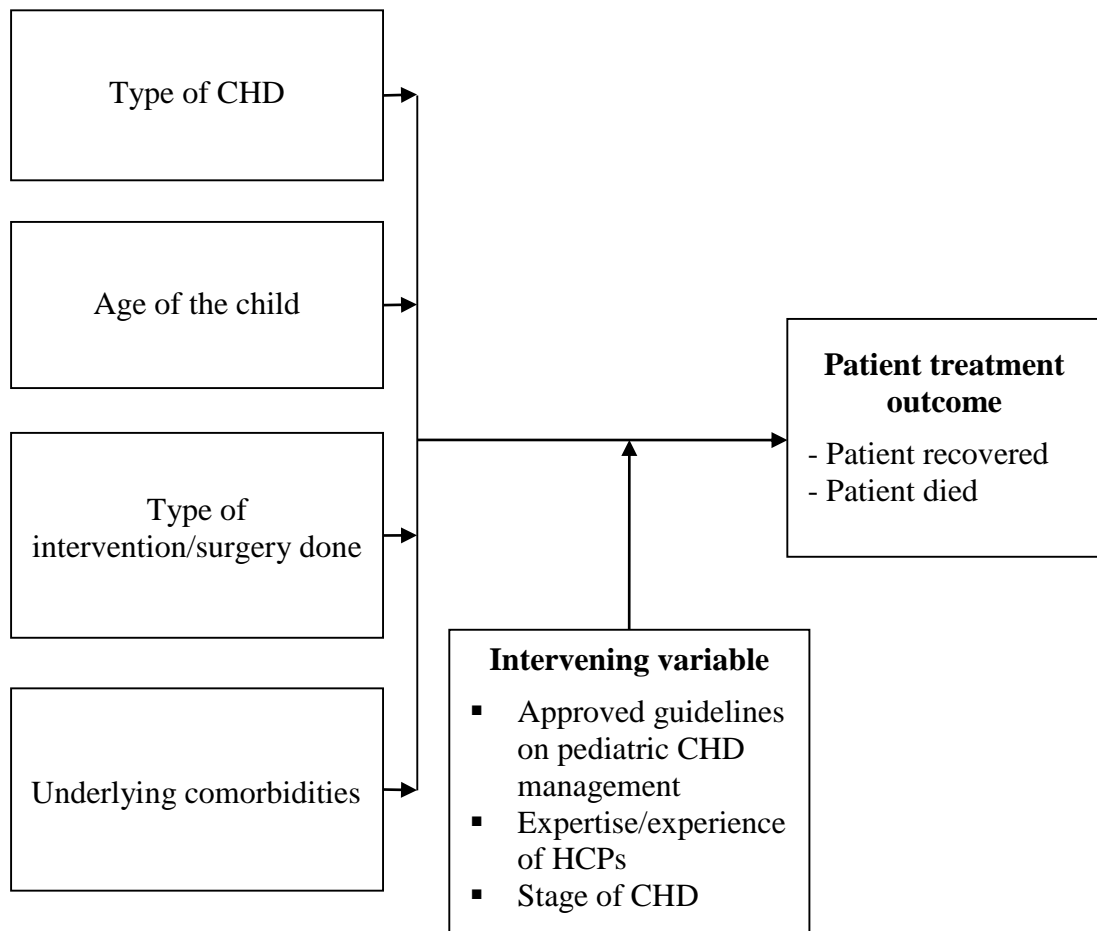 Type of CHD
Age of the child
Type of
intervention/surgery done
Underlying comorbidities
Patient treatment
outcome
- Patient recovered
- Patient died
Intervening variable
▪ Approved guidelines
on pediatric CHD
management
▪ Expertise/experience
of HCPs
▪ Stage of CHD